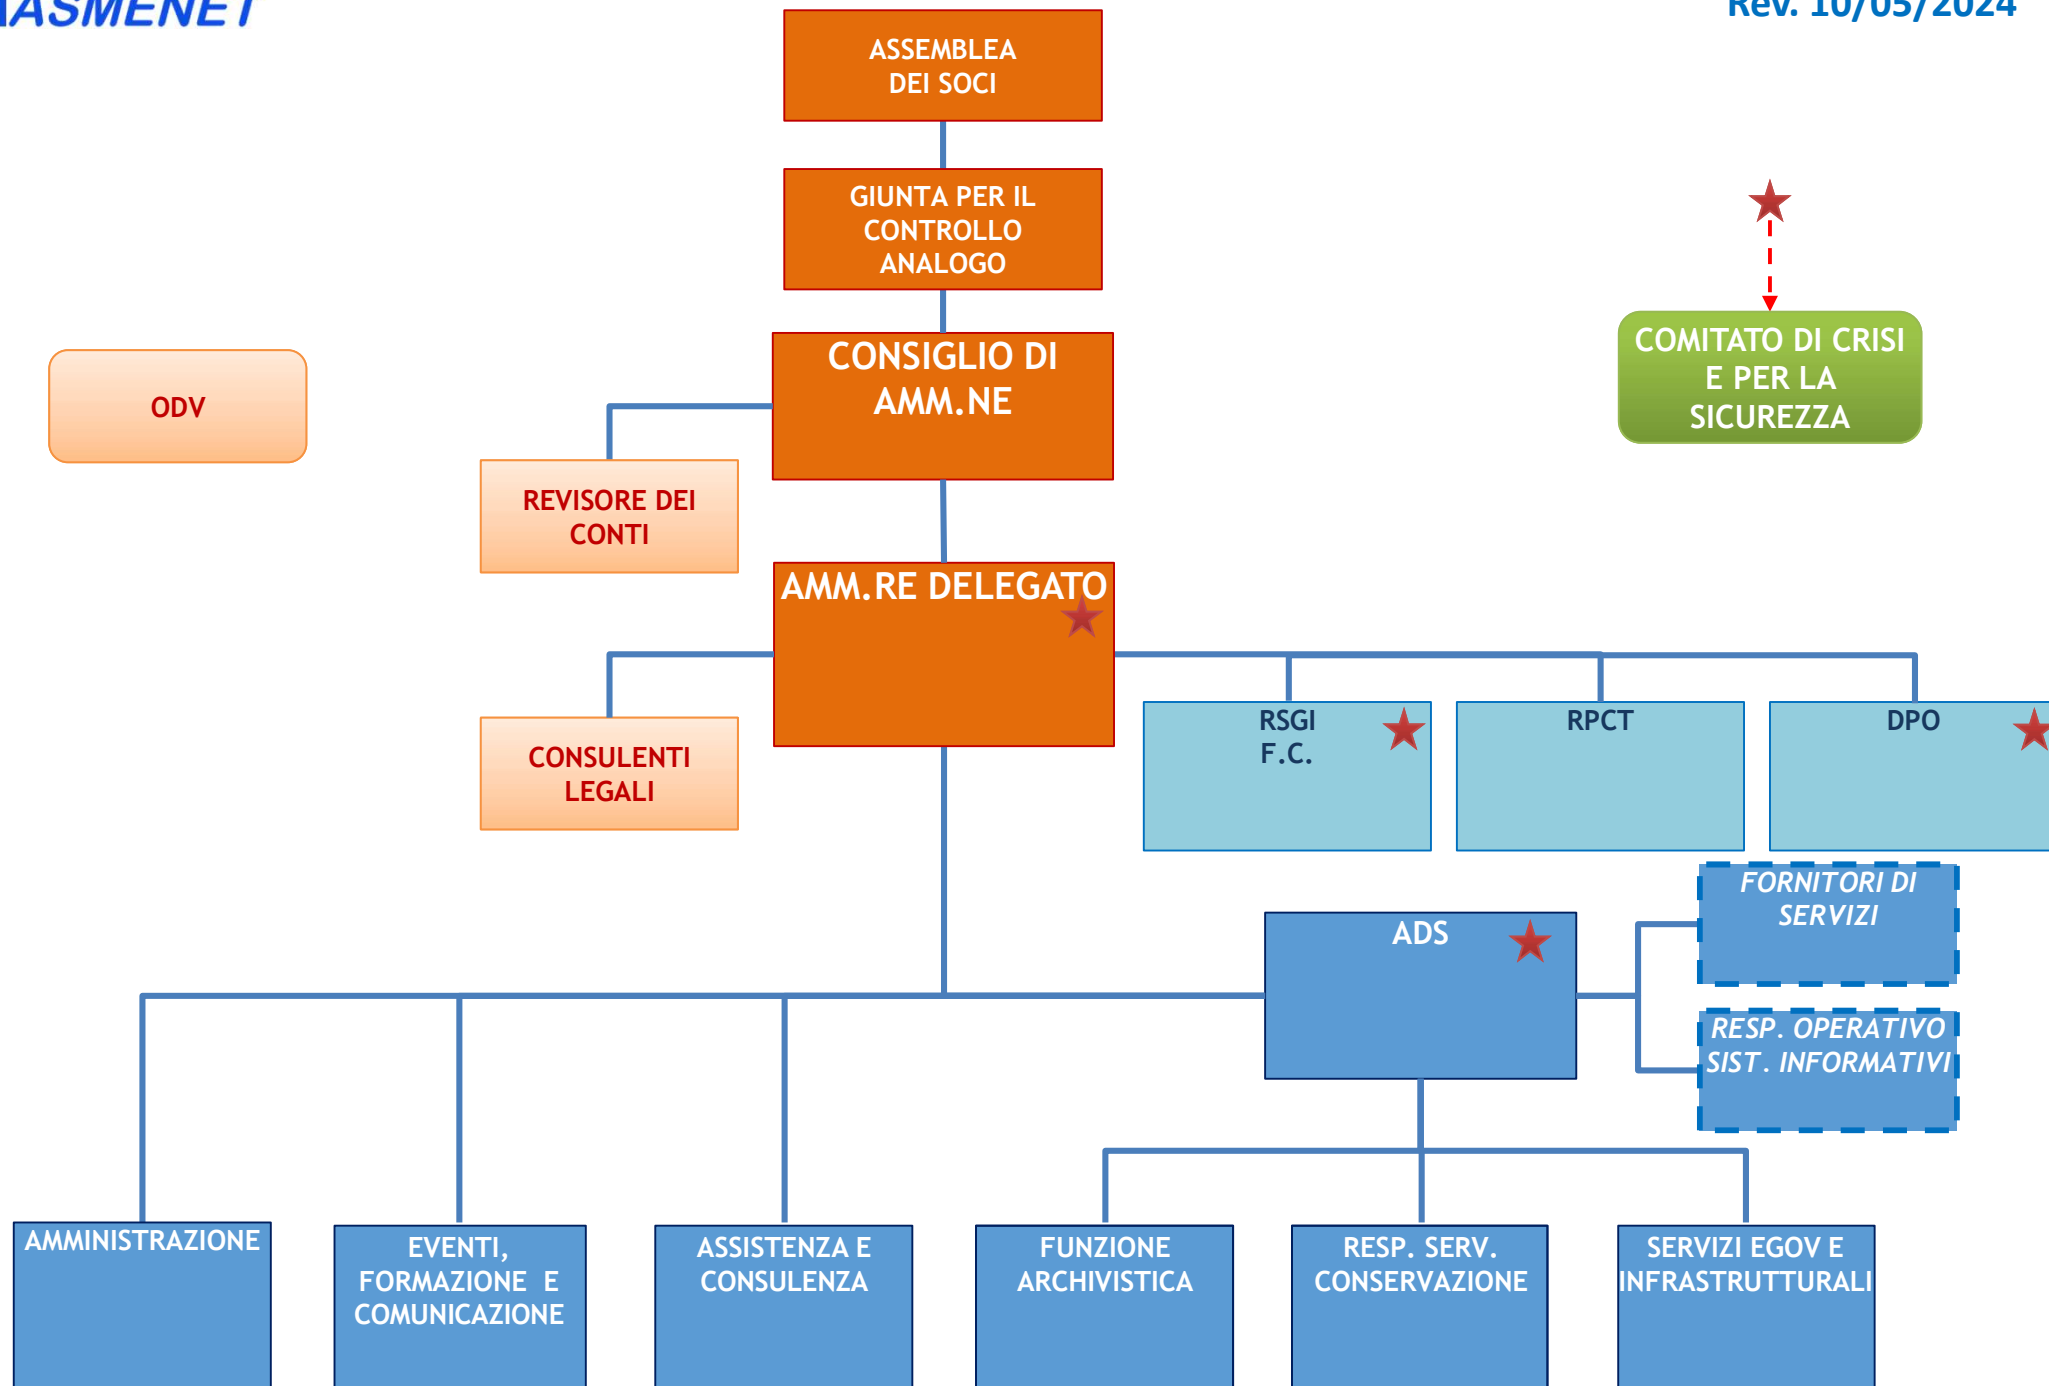 ASMENET
Rev. 10/05/2024
ASSEMBLEA
DEI SOCI
GIUNTA PER IL
CONTROLLO
ANALOGO
CONSIGLIO DI
AMM.NE
COMITATO DI CRISI
E PER LA
SICUREZZA
ODV
REVISORE DEI
CONTI
AMM.RE DELEGATO
CONSULENTI
LEGALI
RSGI
F.C.
RPCT
DPO
FORNITORI DI
SERVIZI
ADS
RESP. OPERATIVO
SIST. INFORMATIVI
AMMINISTRAZIONE
EVENTI,
FORMAZIONE E
COMUNICAZIONE
ASSISTENZA E
CONSULENZA
FUNZIONE
ARCHIVISTICA
RESP. SERV.
CONSERVAZIONE
SERVIZI EGOV E
INFRASTRUTTURALI